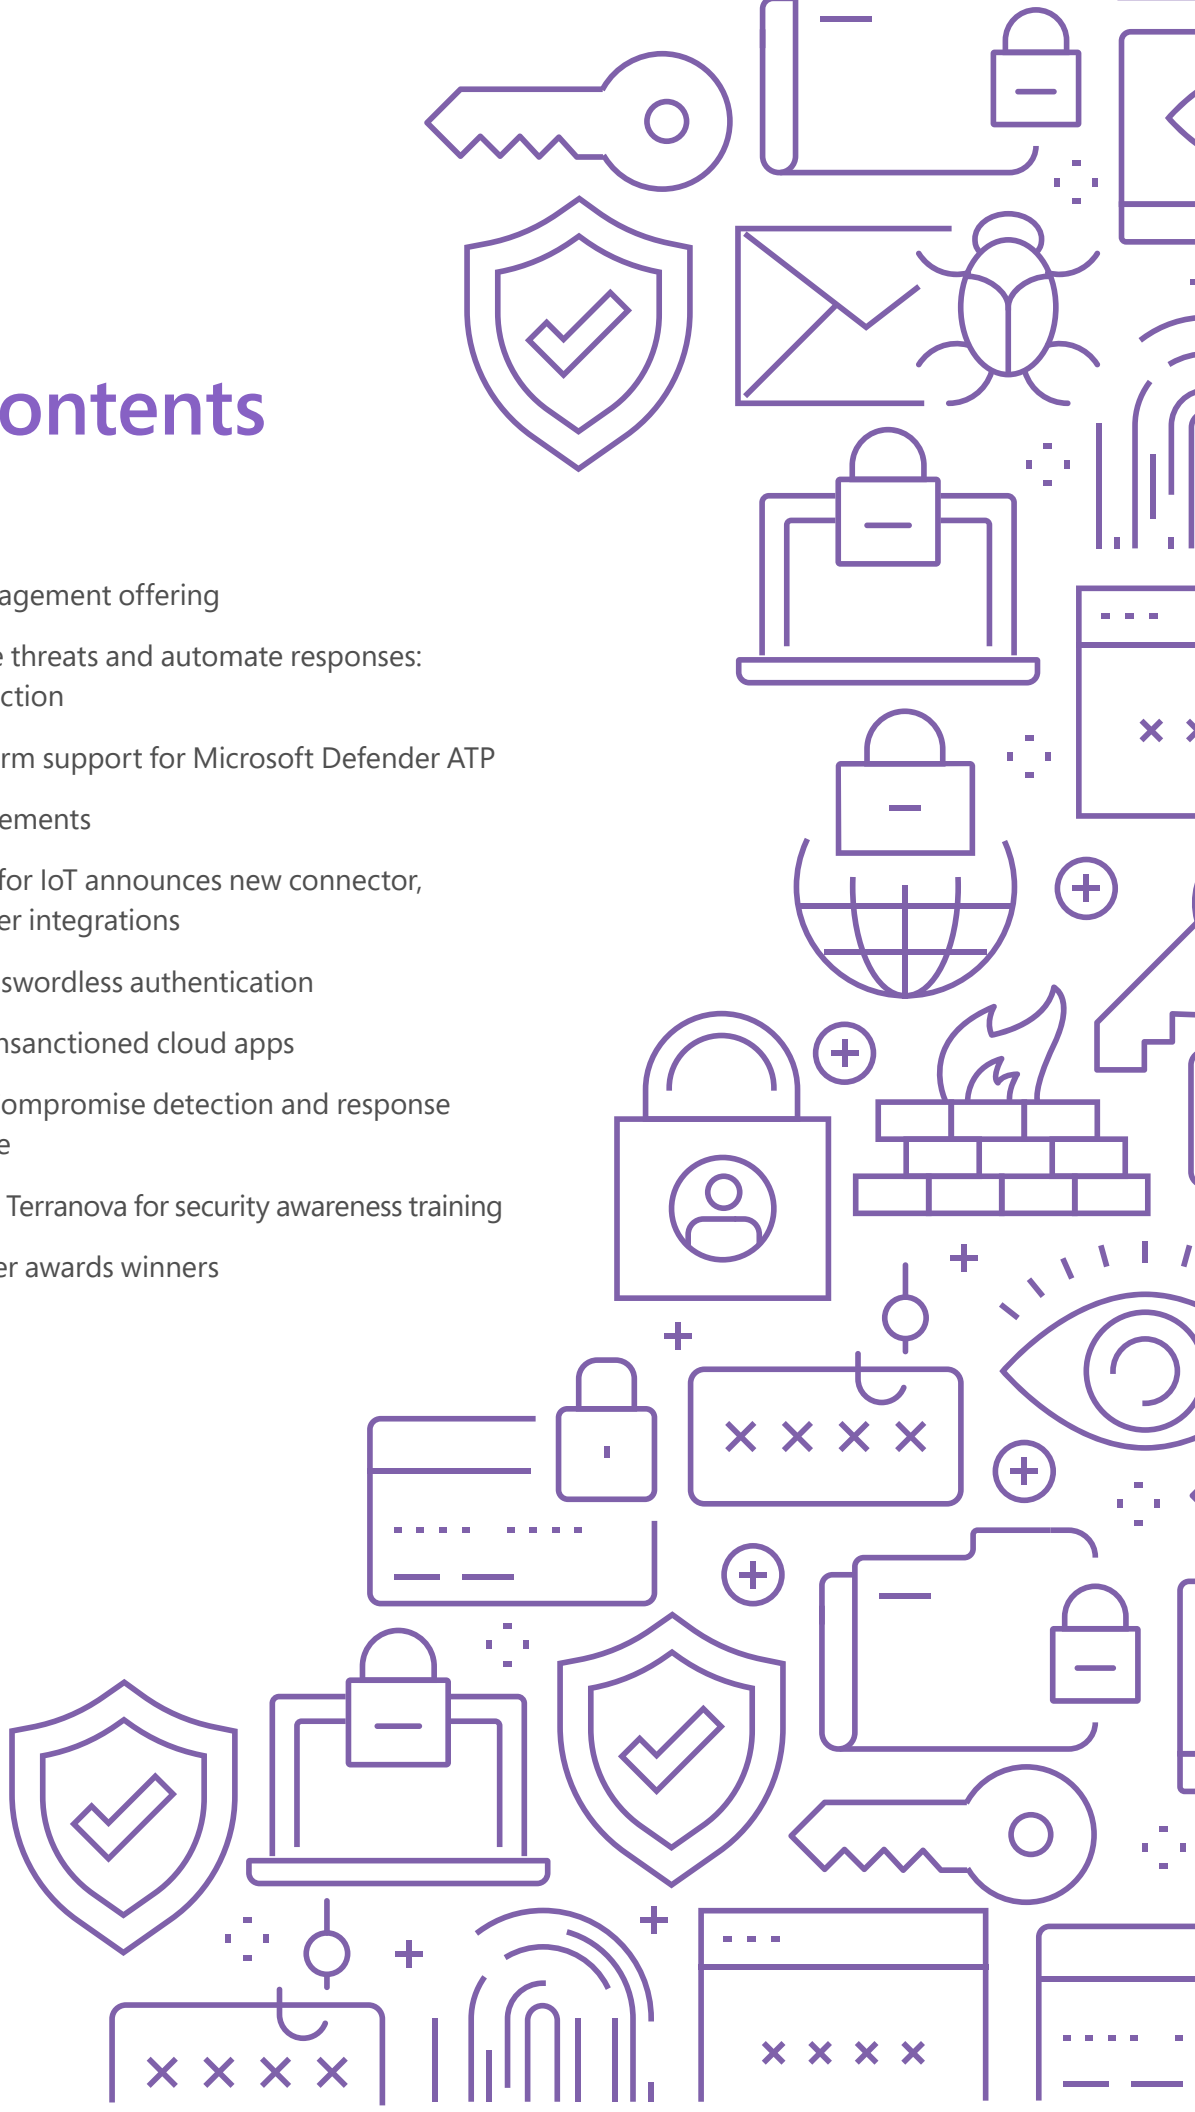 ontents
agement offering
e threats and automate responses:
ction
rm support for Microsoft Defender ATP
ements
for IoT announces new connector,
er integrations
swordless authentication
nsanctioned cloud apps
ompromise detection and response
e
Terranova for security awareness training
er awards winners